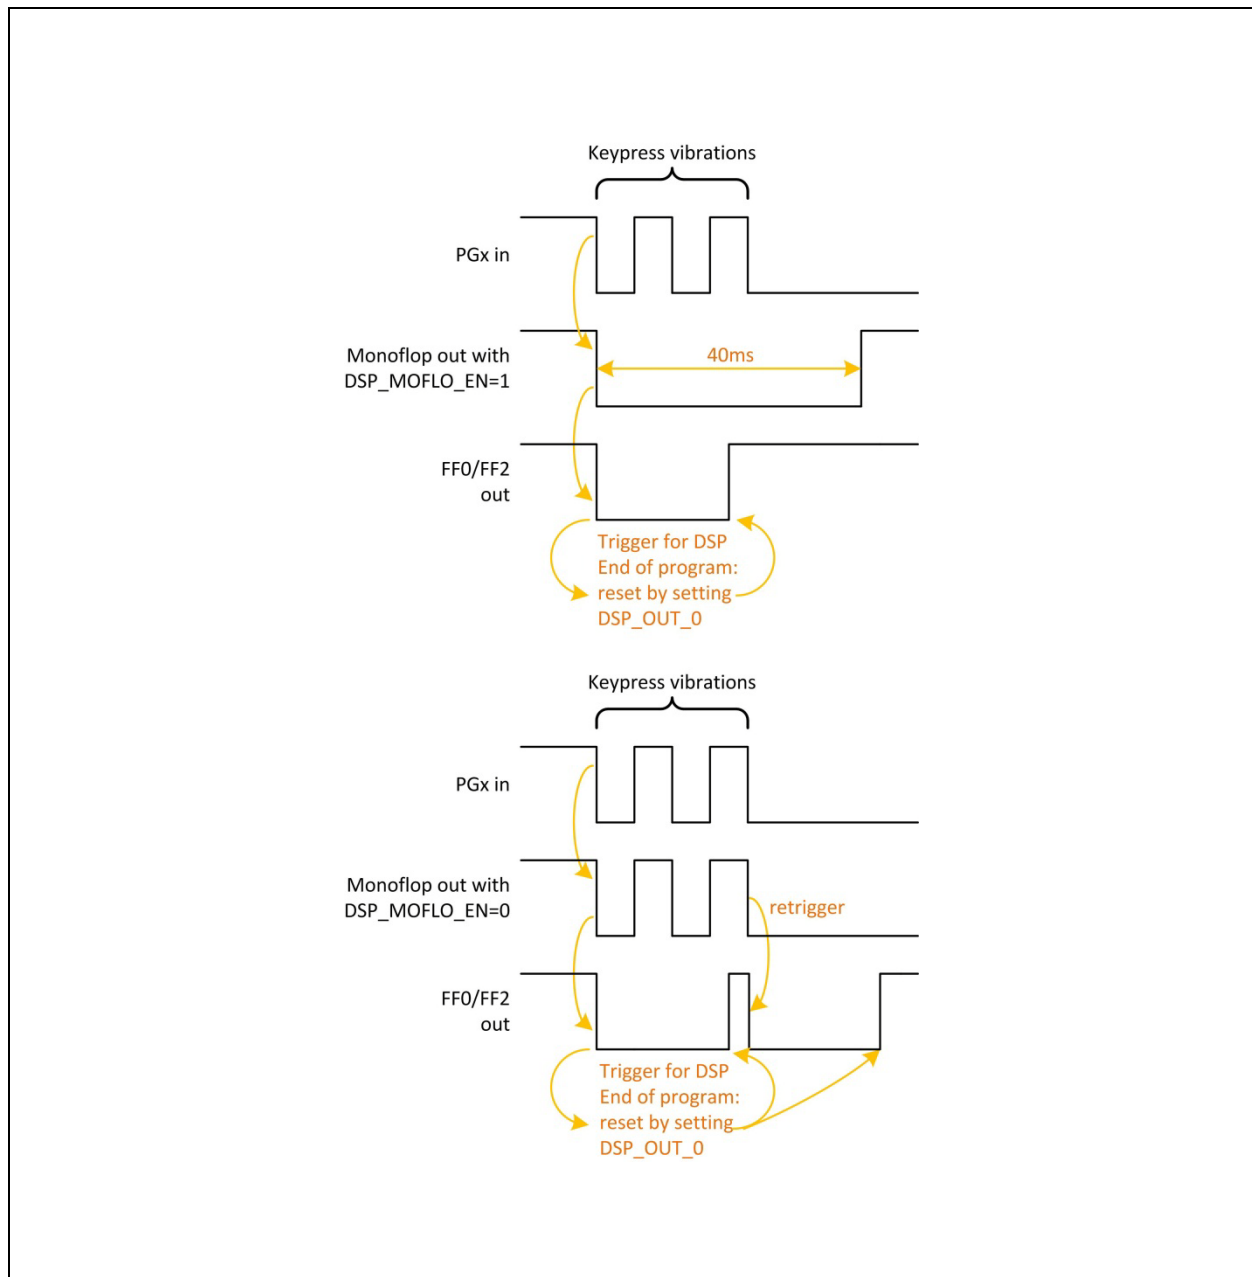 Keypress vibrations
PGx in
Monoflop out with
DSP_MOFLO_EN=1
40ms
FF0/FF2
out
Trigger for DSP
End of program:
reset by setting
DSP_OUT_0
Keypress vibrations
PGx in
Monoflop out with
DSP_MOFLO_EN=0
retrigger
FF0/FF2
out
Trigger for DSP
End of program:
reset by setting
DSP_OUT_0